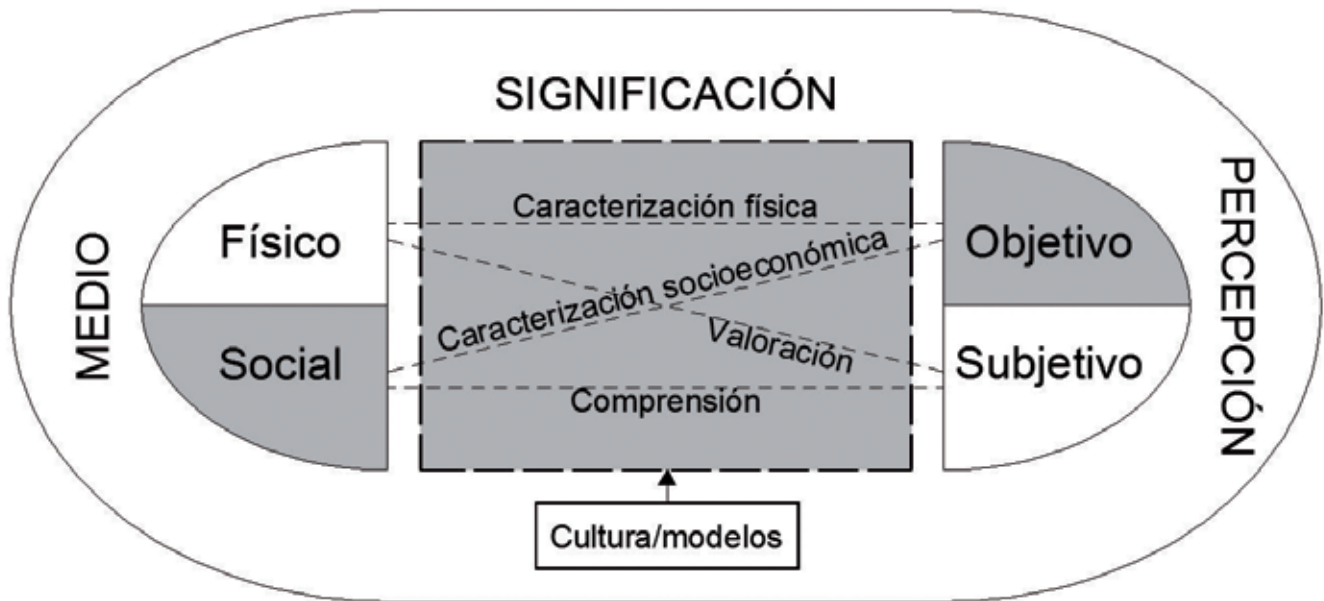 SIGNIFICACIÓN
MEDIO
Físico
Social
Caracterización física
Caracterización socioeconómica
Valoración
Comprensión
Objetivo
Subjetivo
PERCEPCIÓN
Cultura/modelos